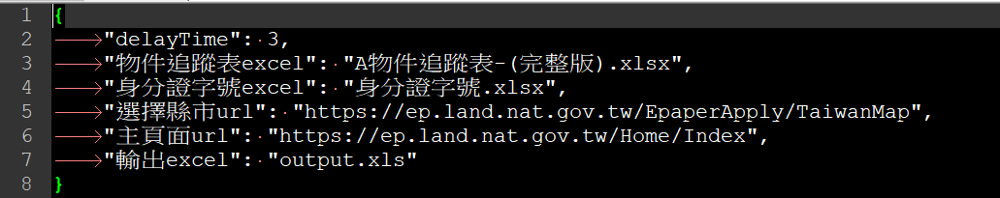 1 {
2 "delayTime": 3,
3 "物件追蹤表excel": "A物件追蹤表-(完整版).xlsx",
4 "身分證字號excel": "身分證字號.xlsx",
5 "選擇縣市url": "https://ep.land.nat.gov.tw/EpaperApply/TaiwanMap",
6 "主頁面url": "https://ep.land.nat.gov.tw/Home/Index",
7 "輸出excel": "output.xls"
8 }